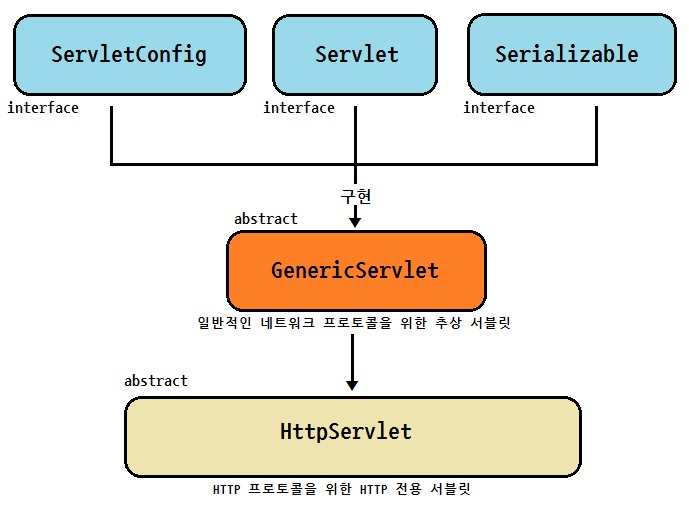 ServletConfig
Servlet
Serializable
interface
interface
interface
구현
abstract
GenericServlet
일반적인 네트워크 프로토콜을 위한 추상 서블릿
abstract
HttpServlet
HTTP 프로토콜을 위한 HTTP 전용 서블릿